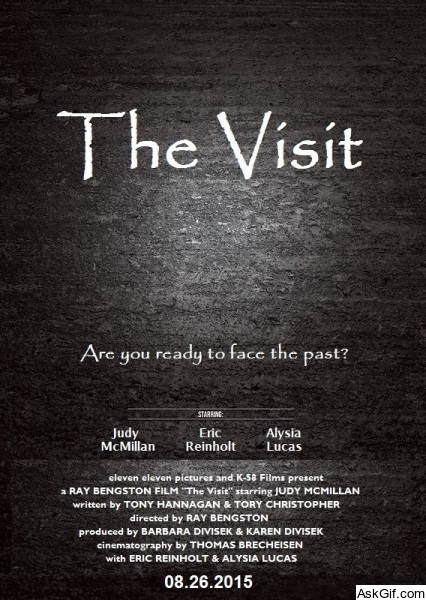 The Visit
Are you ready to face the past?
STARRING:
Judy McMillan
Eric Reinholt
Alysia Lucas
eleven eleven pictures and K-58 Films present
a RAY BENGSTON FILM "The Visit" starring JUDY MCMILLAN
written by TONY HANNAGAN & TORY CHRISTOPHER
directed by RAY BENGSTON
produced by BARBARA DIVISEK & KAREN DIVISEK
cinematography by THOMAS BRECHEISEN
with ERIC REINHOLT & ALYSIA LUCAS
08.26.2015
AskGif.com